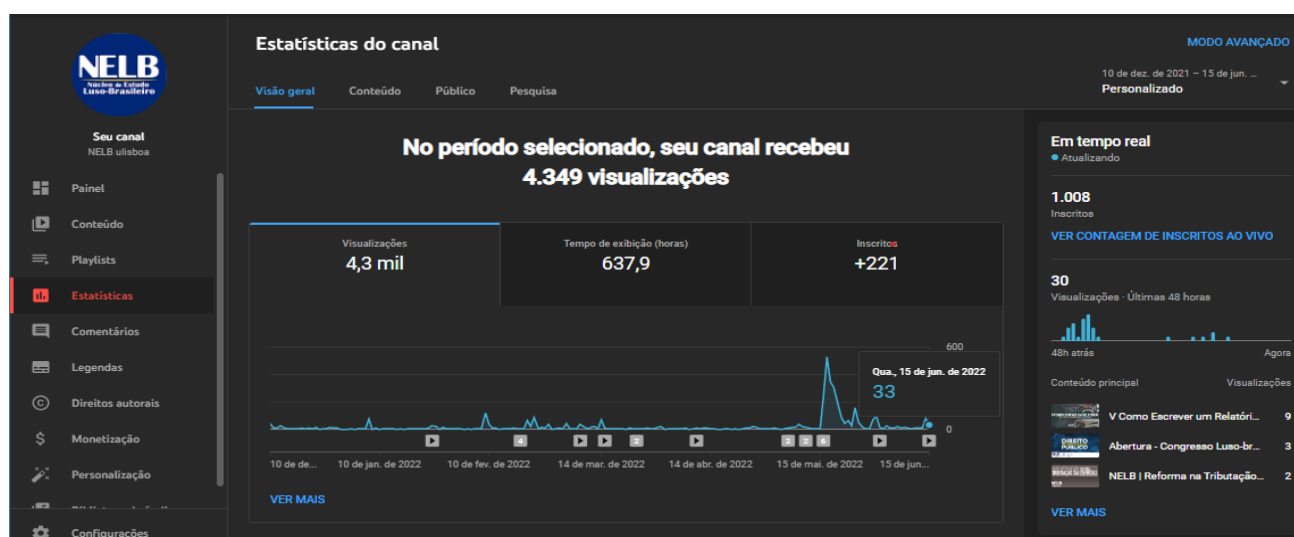 NELB
Núcleo de Estudo
Luso-Brasileiro
Seu canal
NELB ulisboa
Painel
Conteúdo
Playlists
Estatísticas
Comentários
Legendas
Direitos autorais
Monetização
Personalização
Configurações
Estatísticas do canal
MODO AVANÇADO
10 de dez. de 2021 – 15 de jun. ...
Personalizado
Visão geral
Conteúdo
Público
Pesquisa
No período selecionado, seu canal recebeu
4.349 visualizações
Visualizações
4,3 mil
Tempo de exibição (horas)
637,9
Inscritos
+221
600
Qua., 15 de jun. de 2022
33
0
4
2
2
2
6
10 de de...
10 de jan. de 2022
10 de fev. de 2022
14 de mar. de 2022
14 de abr. de 2022
15 de mai. de 2022
15 de jun...
VER MAIS
Em tempo real
Atualizando
1.008
Inscritos
VER CONTAGEM DE INSCRITOS AO VIVO
30
Visualizações · Últimas 48 horas
48h atrás
Agora
Conteúdo principal
Visualizações
V Como Escrever um Relatóri...
9
DIREITO
PÚBLICO
Abertura - Congresso Luso-br...
3
NELB | Reforma na Tributação...
2
VER MAIS